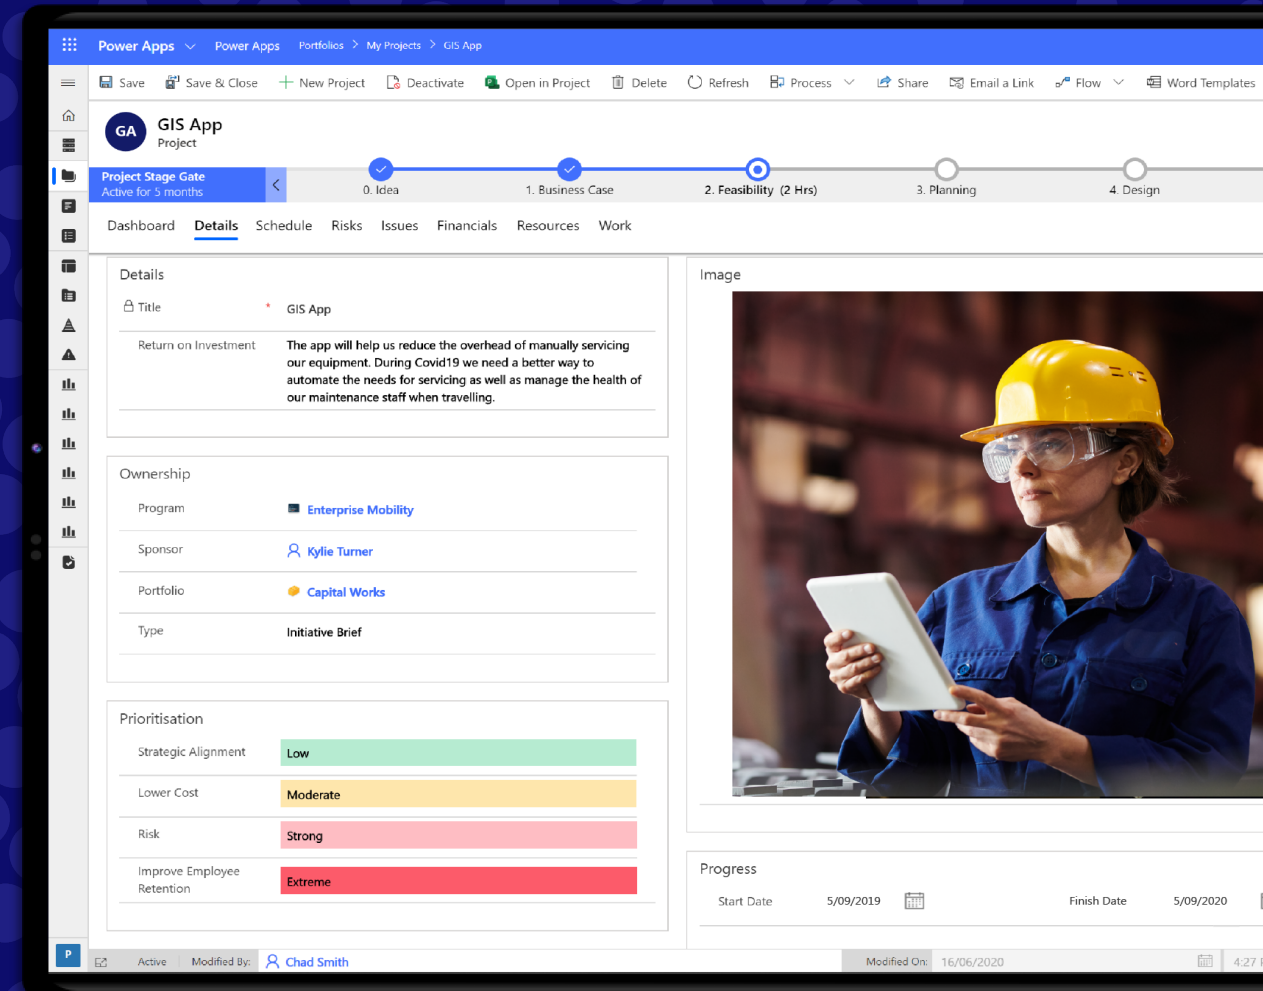 Power Apps Power Apps Portfolios > My Projects > GIS App
Save Save & Close New Project Deactivate Open in Project Delete Refresh Process Share Email a Link Flow Word Templates
GA
GIS App
Project
Project Stage Gate
Active for 5 months
0. Idea 1. Business Case 2. Feasibility (2 Hrs) 3. Planning 4. Design
Dashboard Details Schedule Risks Issues Financials Resources Work
Details
Title * GIS App
Return on Investment The app will help us reduce the overhead of manually servicing
our equipment. During Covid19 we need a better way to
automate the needs for servicing as well as manage the health of
our maintenance staff when travelling.
Ownership
Program Enterprise Mobility
Sponsor Kylie Turner
Portfolio Capital Works
Type Initiative Brief
Prioritisation
Strategic Alignment Low
Lower Cost Moderate
Risk Strong
Improve Employee
Retention
Extreme
Image
Progress
Start Date 5/09/2019 Finish Date 5/09/2020
P
Active Modified By: Chad Smith Modified On: 16/06/2020 4:27